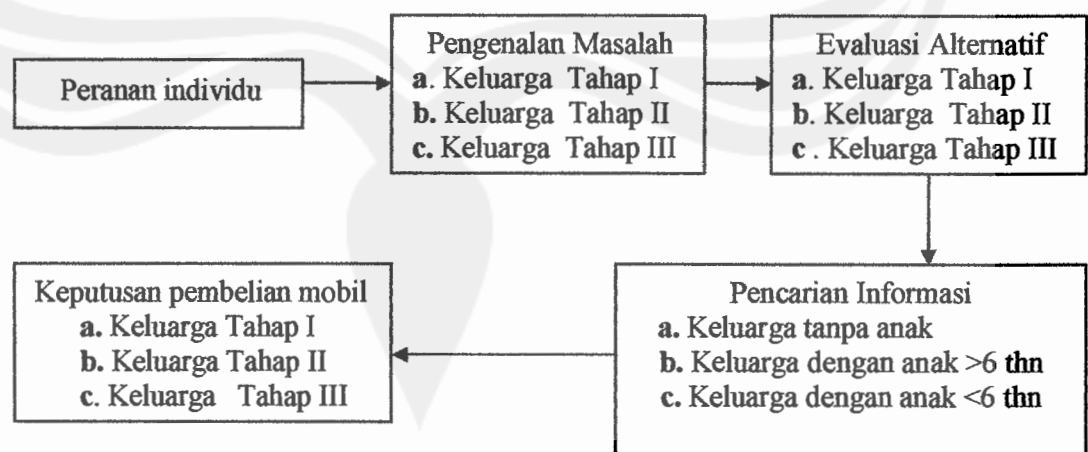 Peranan individu
Pengenalan Masalah
a. Keluarga Tahap I
b. Keluarga Tahap II
c. Keluarga Tahap III
Evaluasi Alternatif
a. Keluarga Tahap I
b. Keluarga Tahap II
c . Keluarga Tahap III
Pencarian Informasi
a. Keluarga tanpa anak
b. Keluarga dengan anak >6 thn
c. Keluarga dengan anak <6 thn
Keputusan pembelian mobil
a. Keluarga Tahap I
b. Keluarga Tahap II
c. Keluarga Tahap III